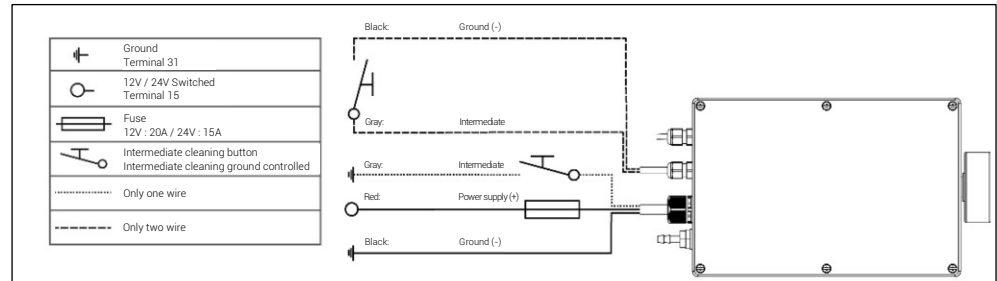 Ground
Terminal 31
12V / 24V Switched
Terminal 15
Fuse
12V : 20A / 24V : 15A
Intermediate cleaning button
Intermediate cleaning ground controlled
Only one wire
Only two wire
Black: Ground (-)
Gray: Intermediate
Gray: Intermediate
Red: Power supply (+)
Black: Ground (-)